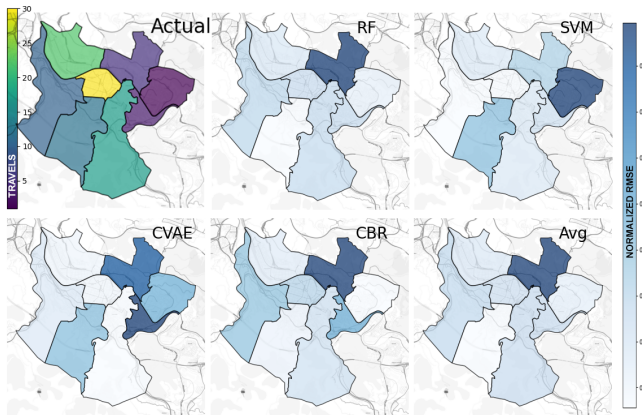 Actual
RF
SVM
30
25
20
15
10
5
TRAVELS
NORMALIZED RMSE
CVAE
CBR
Avg